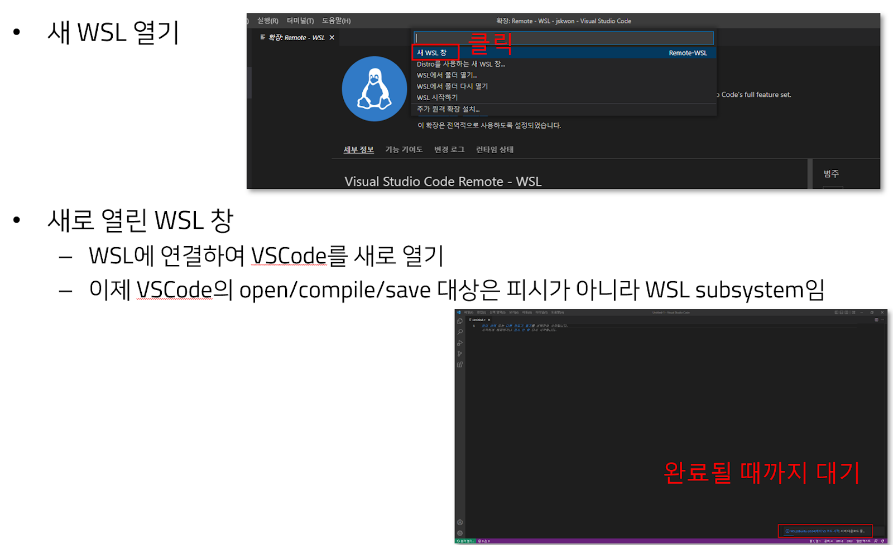 새 WSL 열기
실행(R) 터미널(T) 도움말(H)
확장: Remote - WSL - jskwon - Visual Studio Code
확장: Remote - WSL
클릭
새 WSL 창
Remote-WSL
Distro를 사용하는 새 WSL 창...
WSL에서 폴더 열기...
WSL에서 폴더 다시 열기
WSL 시작하기
추가 원격 확장 설치...
Code's full feature set.
이 확장은 전역적으로 사용하도록 설정되었습니다.
세부 정보 기능 기여도 변경 로그 런타임 상태
Visual Studio Code Remote - WSL
범주
새로 열린 WSL 창
WSL에 연결하여 VSCode를 새로 열기
이제 VSCode의 open/compile/save 대상은 피시가 아니라 WSL subsystem임
완료될 때까지 대기